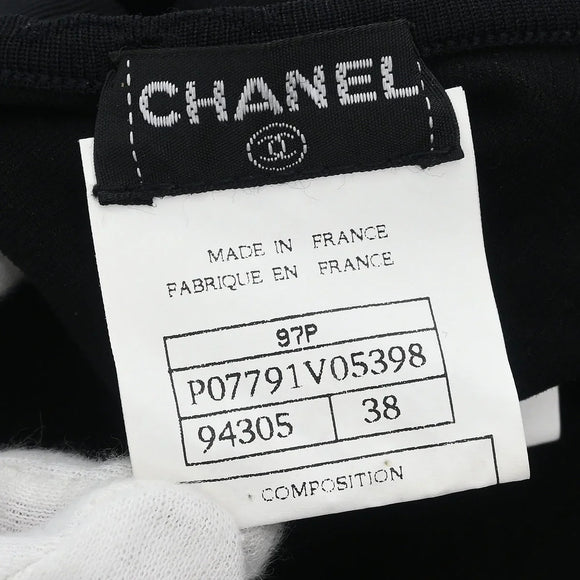 CHANEL
MADE IN FRANCE
FABRIQUE EN FRANCE
97P
P07791V05398
94305 38
COMPOSITION